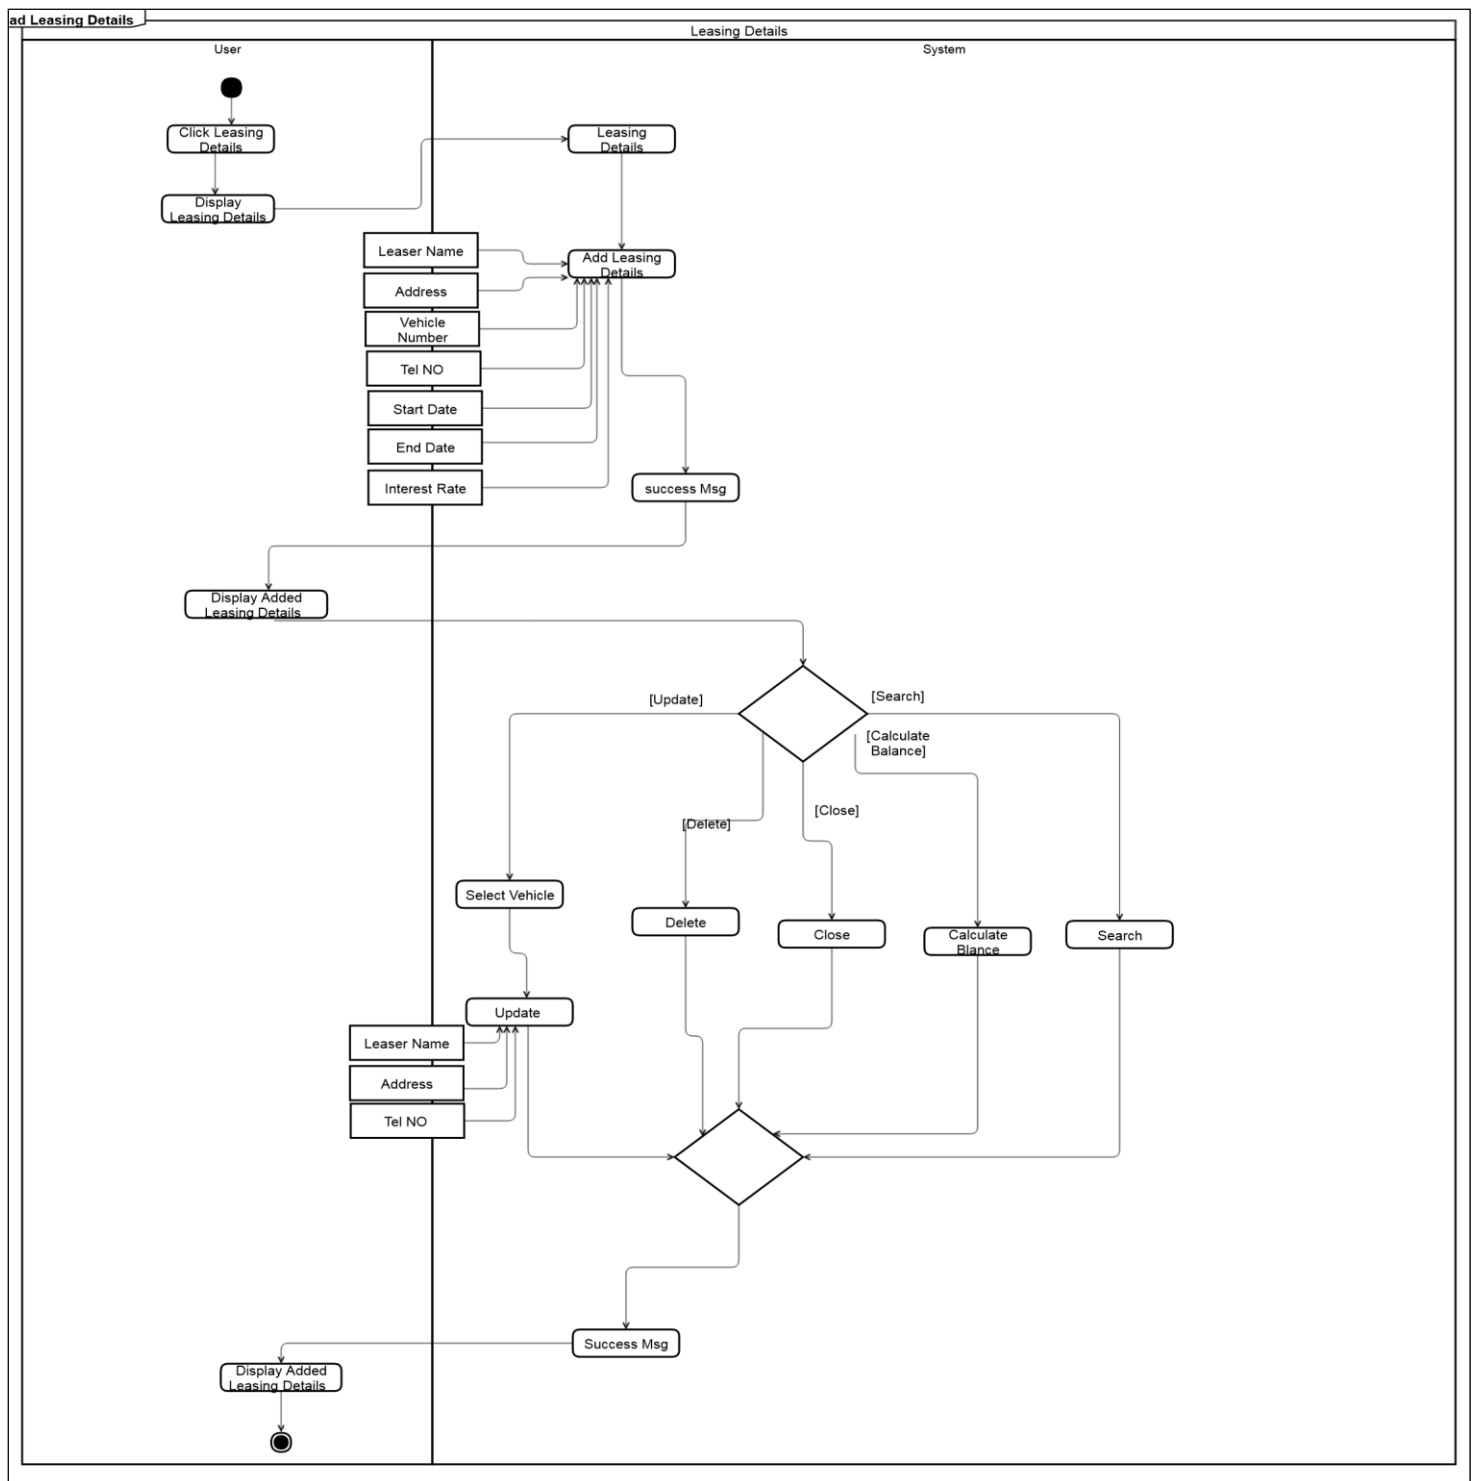 ad Leasing Details
Leasing Details
User
System
Click Leasing
Details
Leasing
Details
Display
Leasing Details
Leaser Name
Add Leasing
Details
Address
Vehicle
Number
Tel NO
Start Date
End Date
Interest Rate
success Msg
Display Added
Leasing Details
[Update]
[Search]
[Calculate
Balance]
[Delete]
[Close]
Select Vehicle
Delete
Close
Calculate
Blance
Search
Update
Leaser Name
Address
Tel NO
Success Msg
Display Added
Leasing Details